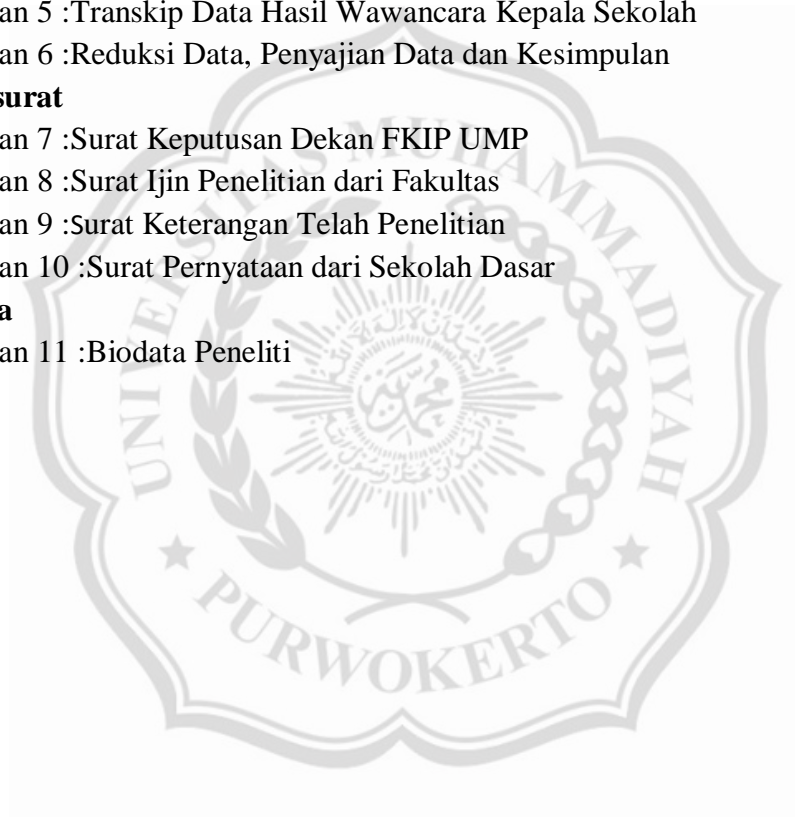 an 5 :Transkip Data Hasil Wawancara Kepala Sekolah
an 6 :Reduksi Data, Penyajian Data dan Kesimpulan
surat
an 7 :Surat Keputusan Dekan FKIP UMP
an 8 :Surat Ijin Penelitian dari Fakultas
an 9 :Surat Keterangan Telah Penelitian
an 10 :Surat Pernyataan dari Sekolah Dasar
a
an 11 :Biodata Peneliti
UNIVERSITAS MUHAMMADIYAH
PURWOKERTO